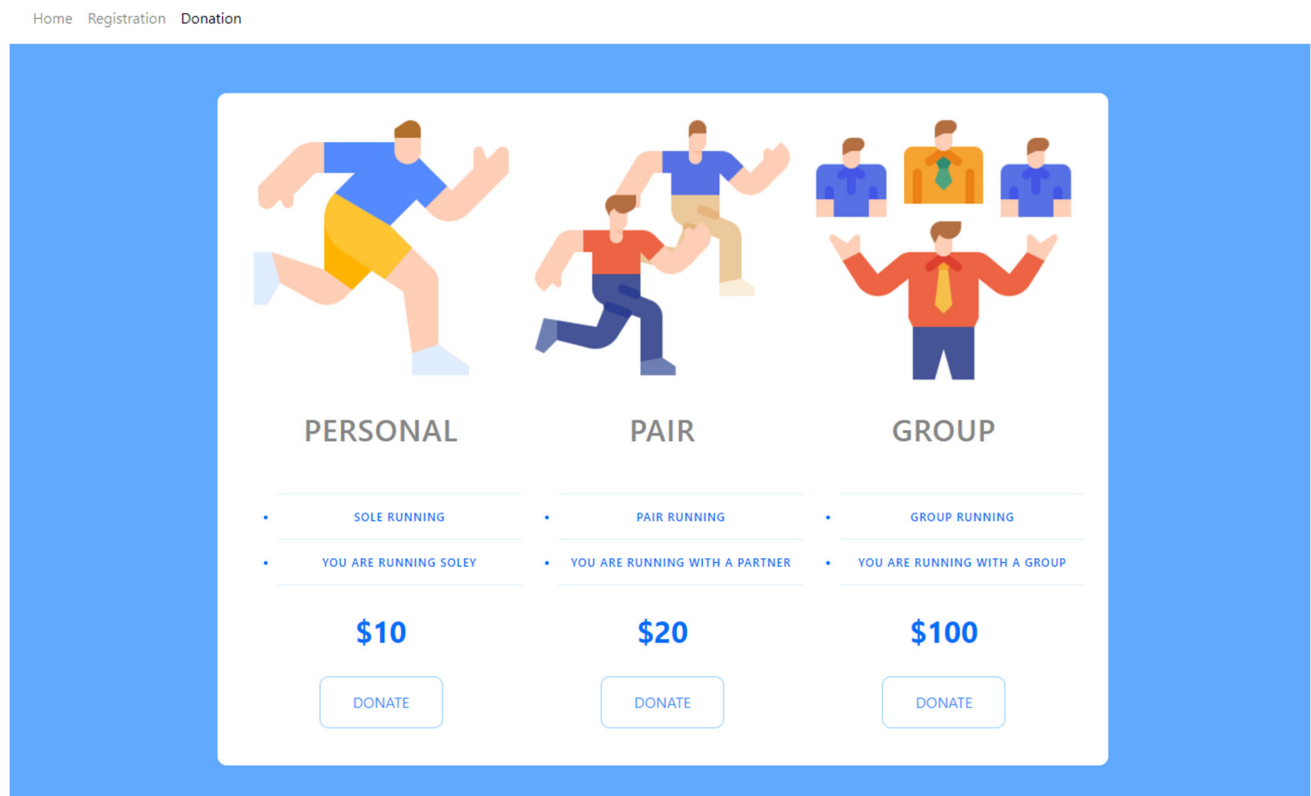 Home Registration Donation
PERSONAL PAIR GROUP
• SOLE RUNNING • PAIR RUNNING • GROUP RUNNING
• YOU ARE RUNNING SOLEY • YOU ARE RUNNING WITH A PARTNER • YOU ARE RUNNING WITH A GROUP
$10 $20 $100
DONATE DONATE DONATE